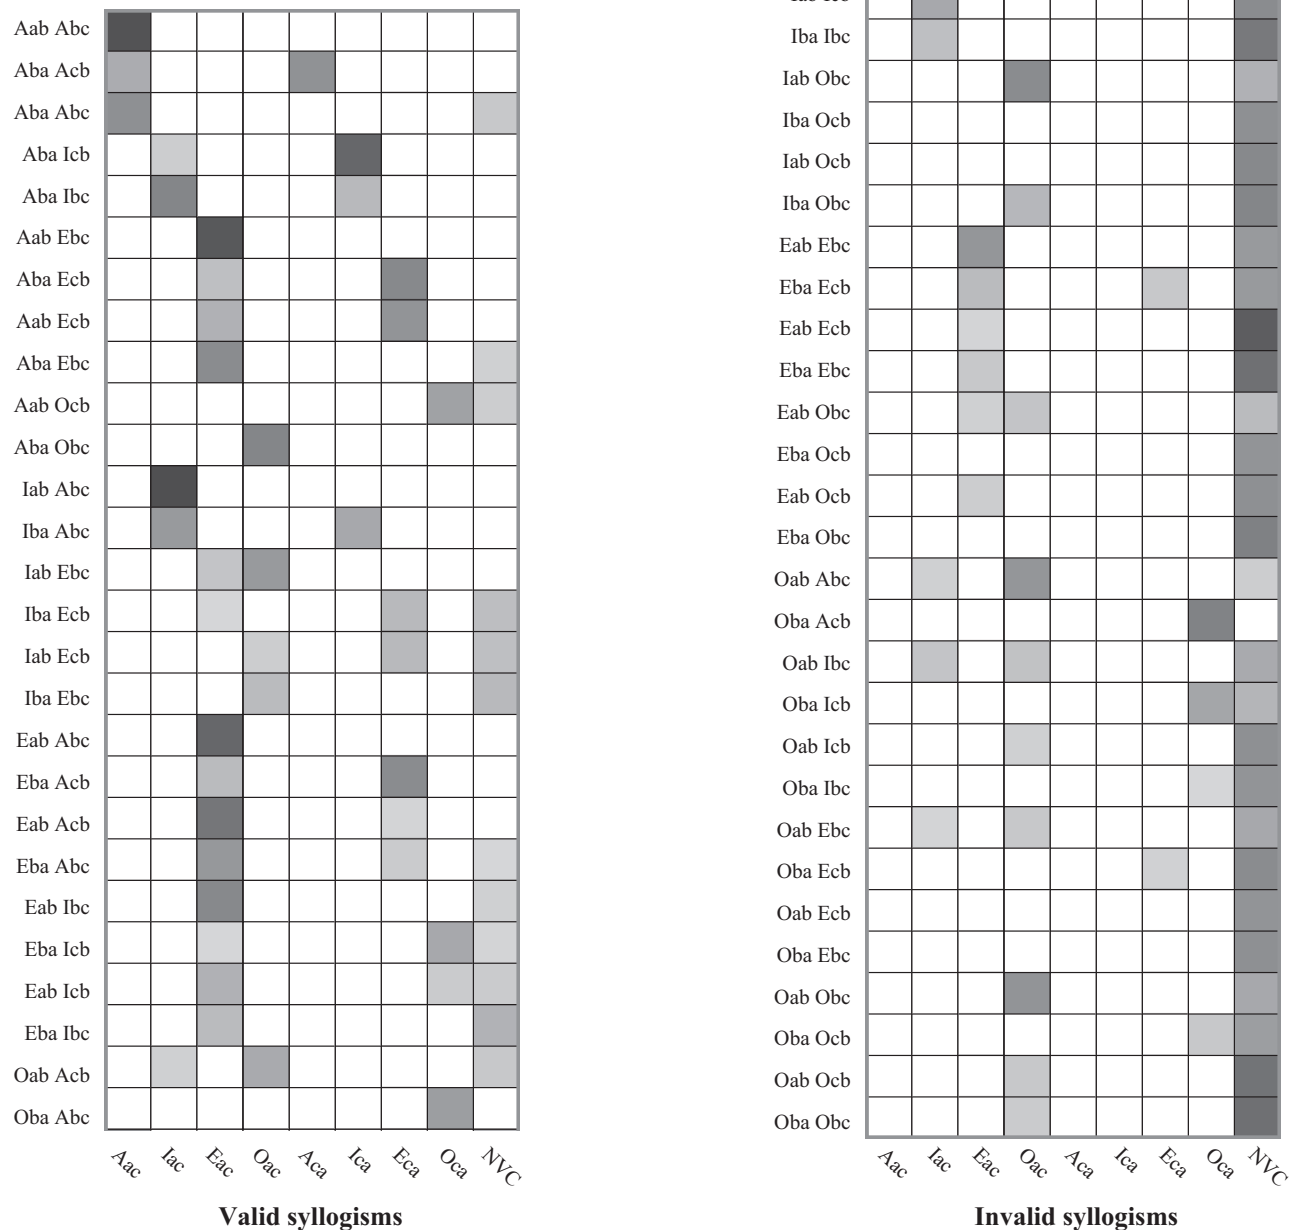 Aab Abc
Aba Acb
Aba Abc
Aba Icb
Aba Ibc
Aab Ebc
Aba Ecb
Aab Ecb
Aba Ebc
Aab Ocb
Aba Obc
Iab Abc
Iba Abc
Iab Ebc
Iba Ecb
Iab Ecb
Iba Ebc
Eab Abc
Eba Acb
Eab Acb
Eba Abc
Eab Ibc
Eba Icb
Eab Icb
Eba Ibc
Oab Acb
Oba Abc
Aac Iac Eac Oac Aca Ica Eca Oca NVC
Valid syllogisms
Iba Ibc
Iab Obc
Iba Ocb
Iab Ocb
Iba Obc
Eab Ebc
Eba Ecb
Eab Ecb
Eba Ebc
Eab Obc
Eba Ocb
Eab Ocb
Eba Obc
Oab Abc
Oba Acb
Oab Ibc
Oba Icb
Oab Icb
Oba Ibc
Oab Ebc
Oba Ecb
Oab Ecb
Oba Ebc
Oab Obc
Oba Ocb
Oab Ocb
Oba Obc
Aac Iac Eac Oac Aca Ica Eca Oca NVC
Invalid syllogisms